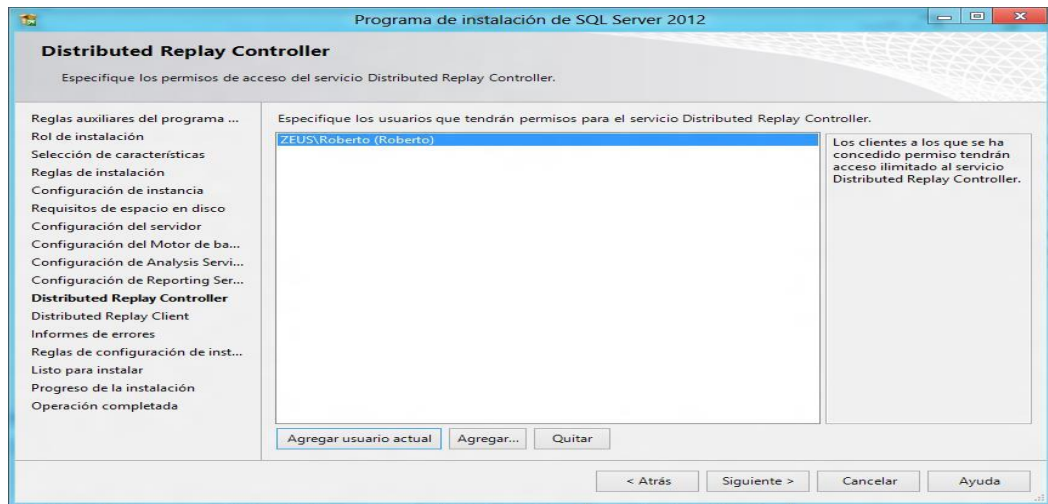 Programa de instalación de SQL Server 2012
Distributed Replay Controller
Especifique los permisos de acceso del servicio Distributed Replay Controller.
Reglas auxiliares del programa ...
Rol de instalación
Selección de características
Reglas de instalación
Configuración de instancia
Requisitos de espacio en disco
Configuración del servidor
Configuración del Motor de ba...
Configuración de Analysis Servi...
Configuración de Reporting Ser...
Distributed Replay Controller
Distributed Replay Client
Informes de errores
Reglas de configuración de inst...
Listo para instalar
Progreso de la instalación
Operación completada
Especifique los usuarios que tendrán permisos para el servicio Distributed Replay Controller.
ZEUS\Roberto (Roberto)
Los clientes a los que se ha
concedido permiso tendrán
acceso ilimitado al servicio
Distributed Replay Controller.
Agregar usuario actual
Agregar...
Quitar
< Atrás
Siguiente >
Cancelar
Ayuda